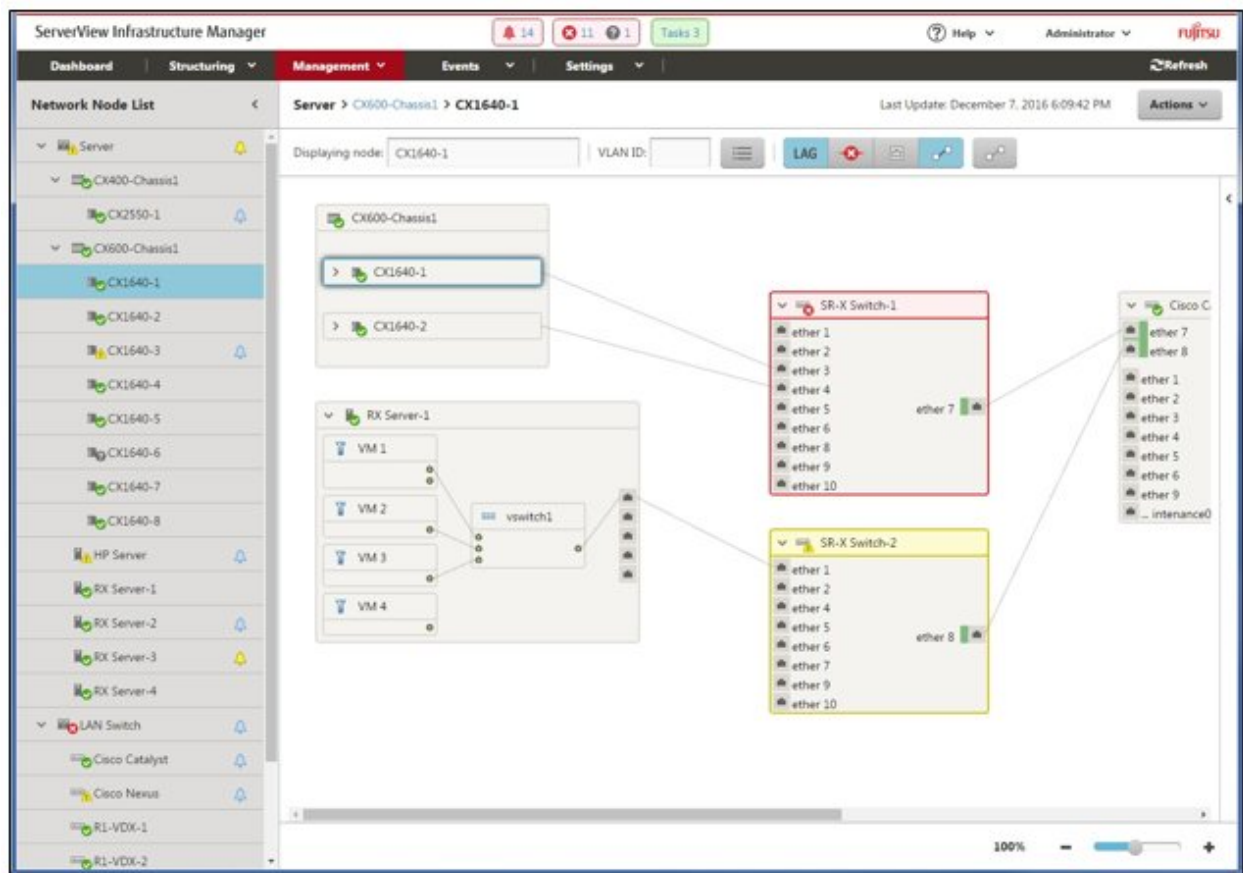 ServerView Infrastructure Manager
14
11 1
Tasks 3
Help
Administrator
FUJITSU
Dashboard
Structuring
Management
Events
Settings
Refresh
Network Node List
Server > CX600-Chassis1 > CX1640-1
Last Update: December 7, 2016 6:09:42 PM
Actions
Displaying node: CX1640-1
VLAN ID:
LAG
Server
CX400-Chassis1
CX2550-1
CX600-Chassis1
CX1640-1
CX1640-2
CX1640-3
CX1640-4
CX1640-5
CX1640-6
CX1640-7
CX1640-8
HP Server
RX Server-1
RX Server-2
RX Server-3
RX Server-4
LAN Switch
Cisco Catalyst
Cisco Nexus
R1-VDX-1
R1-VDX-2
CX600-Chassis1
CX1640-1
CX1640-2
RX Server-1
VM 1
VM 2
VM 3
VM 4
vswitch1
SR-X Switch-1
ether 1
ether 2
ether 3
ether 4
ether 5
ether 6
ether 8
ether 9
ether 10
ether 7
SR-X Switch-2
ether 1
ether 2
ether 4
ether 5
ether 6
ether 7
ether 9
ether 10
ether 8
Cisco C
ether 7
ether 8
ether 1
ether 2
ether 3
ether 4
ether 5
ether 6
ether 9
... intenance0
100%